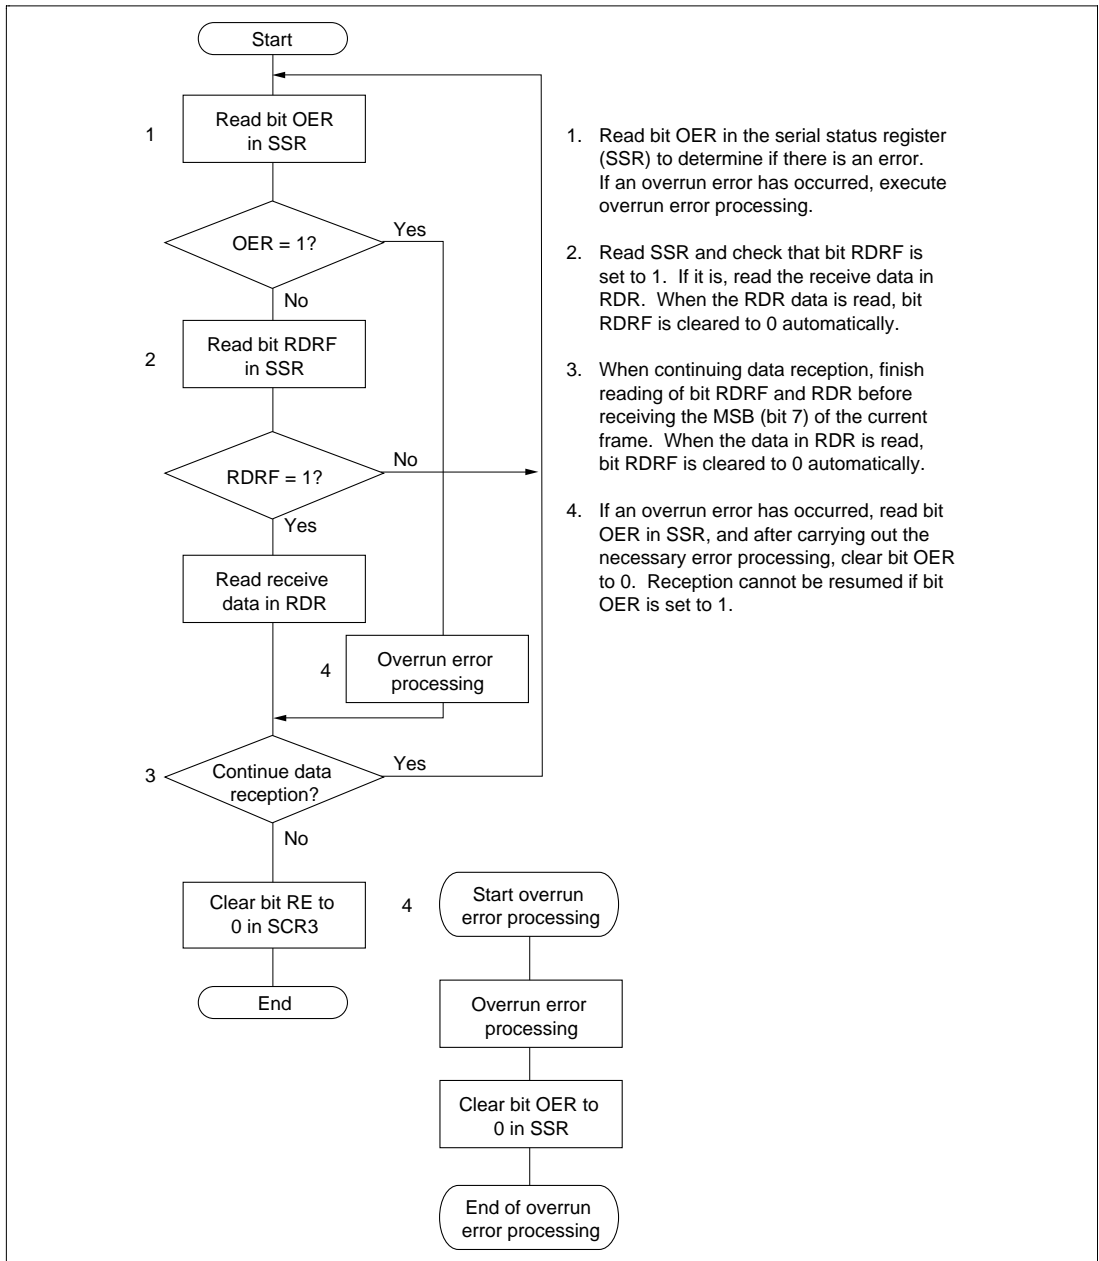 Start
1
Read bit OER
in SSR
OER = 1?
Yes
No
2
Read bit RDRF
in SSR
RDRF = 1?
No
Yes
Read receive
data in RDR
4
Overrun error
processing
3
Continue data
reception?
Yes
No
Clear bit RE to
0 in SCR3
End
4
Start overrun
error processing
Overrun error
processing
Clear bit OER to
0 in SSR
End of overrun
error processing
1. Read bit OER in the serial status register
(SSR) to determine if there is an error.
If an overrun error has occurred, execute
overrun error processing.
2. Read SSR and check that bit RDRF is
set to 1. If it is, read the receive data in
RDR. When the RDR data is read, bit
RDRF is cleared to 0 automatically.
3. When continuing data reception, finish
reading of bit RDRF and RDR before
receiving the MSB (bit 7) of the current
frame. When the data in RDR is read,
bit RDRF is cleared to 0 automatically.
4. If an overrun error has occurred, read bit
OER in SSR, and after carrying out the
necessary error processing, clear bit OER
to 0. Reception cannot be resumed if bit
OER is set to 1.